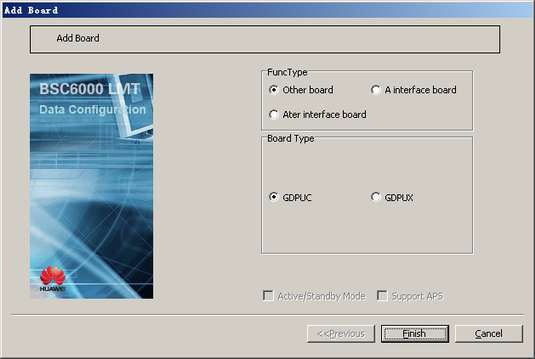 Add Board
Add Board
BSC6000 LMT
Data Configuration
HUAWEI
FuncType
Other board
A interface board
Ater interface board
Board Type
GDPUC
GDPUX
Active/Standby Mode
Support APS
<<Previous
Finish
Cancel